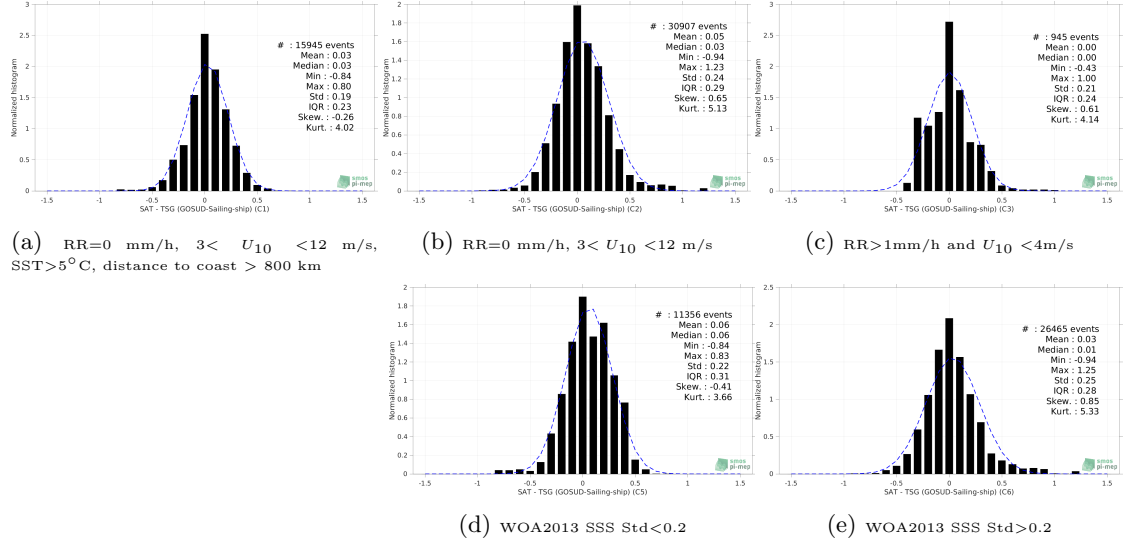 3
2.5
2
1.5
1
0.5
0
Normalized histogram
-1.5 -1 -0.5 0 0.5 1 1.5
SAT - TSG (GOSUD-Sailing-ship) (C1)
# : 15945 events
Mean : 0.03
Median : 0.03
Min : -0.84
Max : 0.80
Std : 0.19
IQR : 0.23
Skew. : -0.26
Kurt. : 4.02
smos
pi-mep
(a) RR=0 mm/h, 3< U10 <12 m/s,
SST>5°C, distance to coast > 800 km
2
1.8
1.6
1.4
1.2
1
0.8
0.6
0.4
0.2
0
Normalized histogram
-1.5 -1 -0.5 0 0.5 1 1.5
SAT - TSG (GOSUD-Sailing-ship) (C2)
# : 30907 events
Mean : 0.05
Median : 0.03
Min : -0.94
Max : 1.23
Std : 0.24
IQR : 0.29
Skew. : 0.65
Kurt. : 5.13
smos
pi-mep
(b) RR=0 mm/h, 3< U10 <12 m/s
3
2.5
2
1.5
1
0.5
0
Normalized histogram
-1.5 -1 -0.5 0 0.5 1 1.5
SAT - TSG (GOSUD-Sailing-ship) (C3)
# : 945 events
Mean : 0.00
Median : 0.00
Min : -0.43
Max : 1.00
Std : 0.21
IQR : 0.24
Skew. : 0.61
Kurt. : 4.14
smos
pi-mep
(c) RR>1mm/h and U10 <4m/s
2
1.8
1.6
1.4
1.2
1
0.8
0.6
0.4
0.2
0
Normalized histogram
-1.5 -1 -0.5 0 0.5 1 1.5
SAT - TSG (GOSUD-Sailing-ship) (C5)
# : 11356 events
Mean : 0.06
Median : 0.06
Min : -0.84
Max : 0.83
Std : 0.22
IQR : 0.31
Skew. : -0.41
Kurt. : 3.66
smos
pi-mep
(d) WOA2013 SSS Std<0.2
2.5
2
1.5
1
0.5
0
Normalized histogram
-1.5 -1 -0.5 0 0.5 1 1.5
SAT - TSG (GOSUD-Sailing-ship) (C6)
# : 26465 events
Mean : 0.03
Median : 0.01
Min : -0.94
Max : 1.25
Std : 0.25
IQR : 0.28
Skew. : 0.85
Kurt. : 5.33
smos
pi-mep
(e) WOA2013 SSS Std>0.2